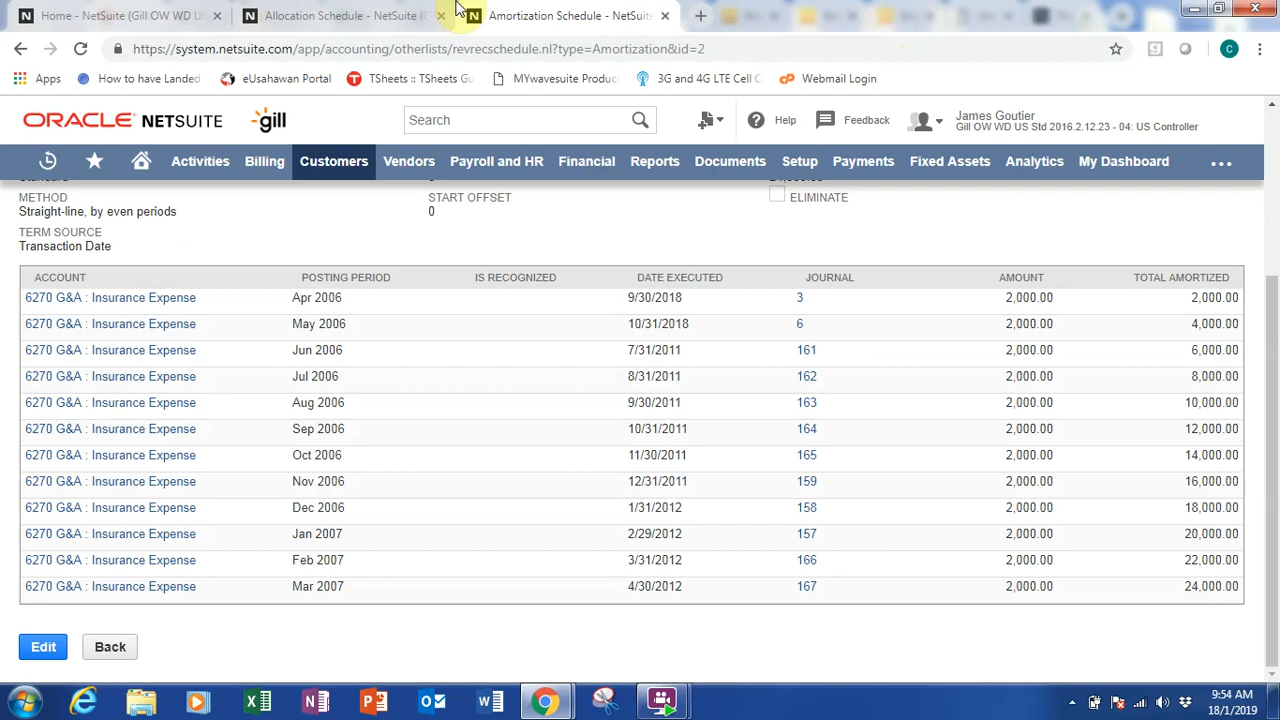 Home - NetSuite (Gill OW WD US
Allocation Schedule - NetSuite (
Amortization Schedule - NetSuit
https://system.netsuite.com/app/accounting/otherlists/revrecschedule.nl?type=Amortization&id=2
C
Apps
How to have Landed
eUsahawan Portal
TSheets :: TSheets Gu
MYwavesuite Produc
3G and 4G LTE Cell C
Webmail Login
ORACLE NETSUITE
gill
Search
Help
Feedback
James Goutier
Gill OW WD US Std 2016.2.12.23 - 04: US Controller
Activities Billing Customers Vendors Payroll and HR Financial Reports Documents Setup Payments Fixed Assets Analytics My Dashboard
Standard
METHOD START OFFSET ELIMINATE
Straight-line, by even periods 0
TERM SOURCE
Transaction Date
ACCOUNT POSTING PERIOD IS RECOGNIZED DATE EXECUTED JOURNAL AMOUNT TOTAL AMORTIZED
6270 G&A : Insurance Expense Apr 2006 9/30/2018 3 2,000.00 2,000.00
6270 G&A : Insurance Expense May 2006 10/31/2018 6 2,000.00 4,000.00
6270 G&A : Insurance Expense Jun 2006 7/31/2011 161 2,000.00 6,000.00
6270 G&A : Insurance Expense Jul 2006 8/31/2011 162 2,000.00 8,000.00
6270 G&A : Insurance Expense Aug 2006 9/30/2011 163 2,000.00 10,000.00
6270 G&A : Insurance Expense Sep 2006 10/31/2011 164 2,000.00 12,000.00
6270 G&A : Insurance Expense Oct 2006 11/30/2011 165 2,000.00 14,000.00
6270 G&A : Insurance Expense Nov 2006 12/31/2011 159 2,000.00 16,000.00
6270 G&A : Insurance Expense Dec 2006 1/31/2012 158 2,000.00 18,000.00
6270 G&A : Insurance Expense Jan 2007 2/29/2012 157 2,000.00 20,000.00
6270 G&A : Insurance Expense Feb 2007 3/31/2012 166 2,000.00 22,000.00
6270 G&A : Insurance Expense Mar 2007 4/30/2012 167 2,000.00 24,000.00
Edit Back
9:54 AM
18/1/2019